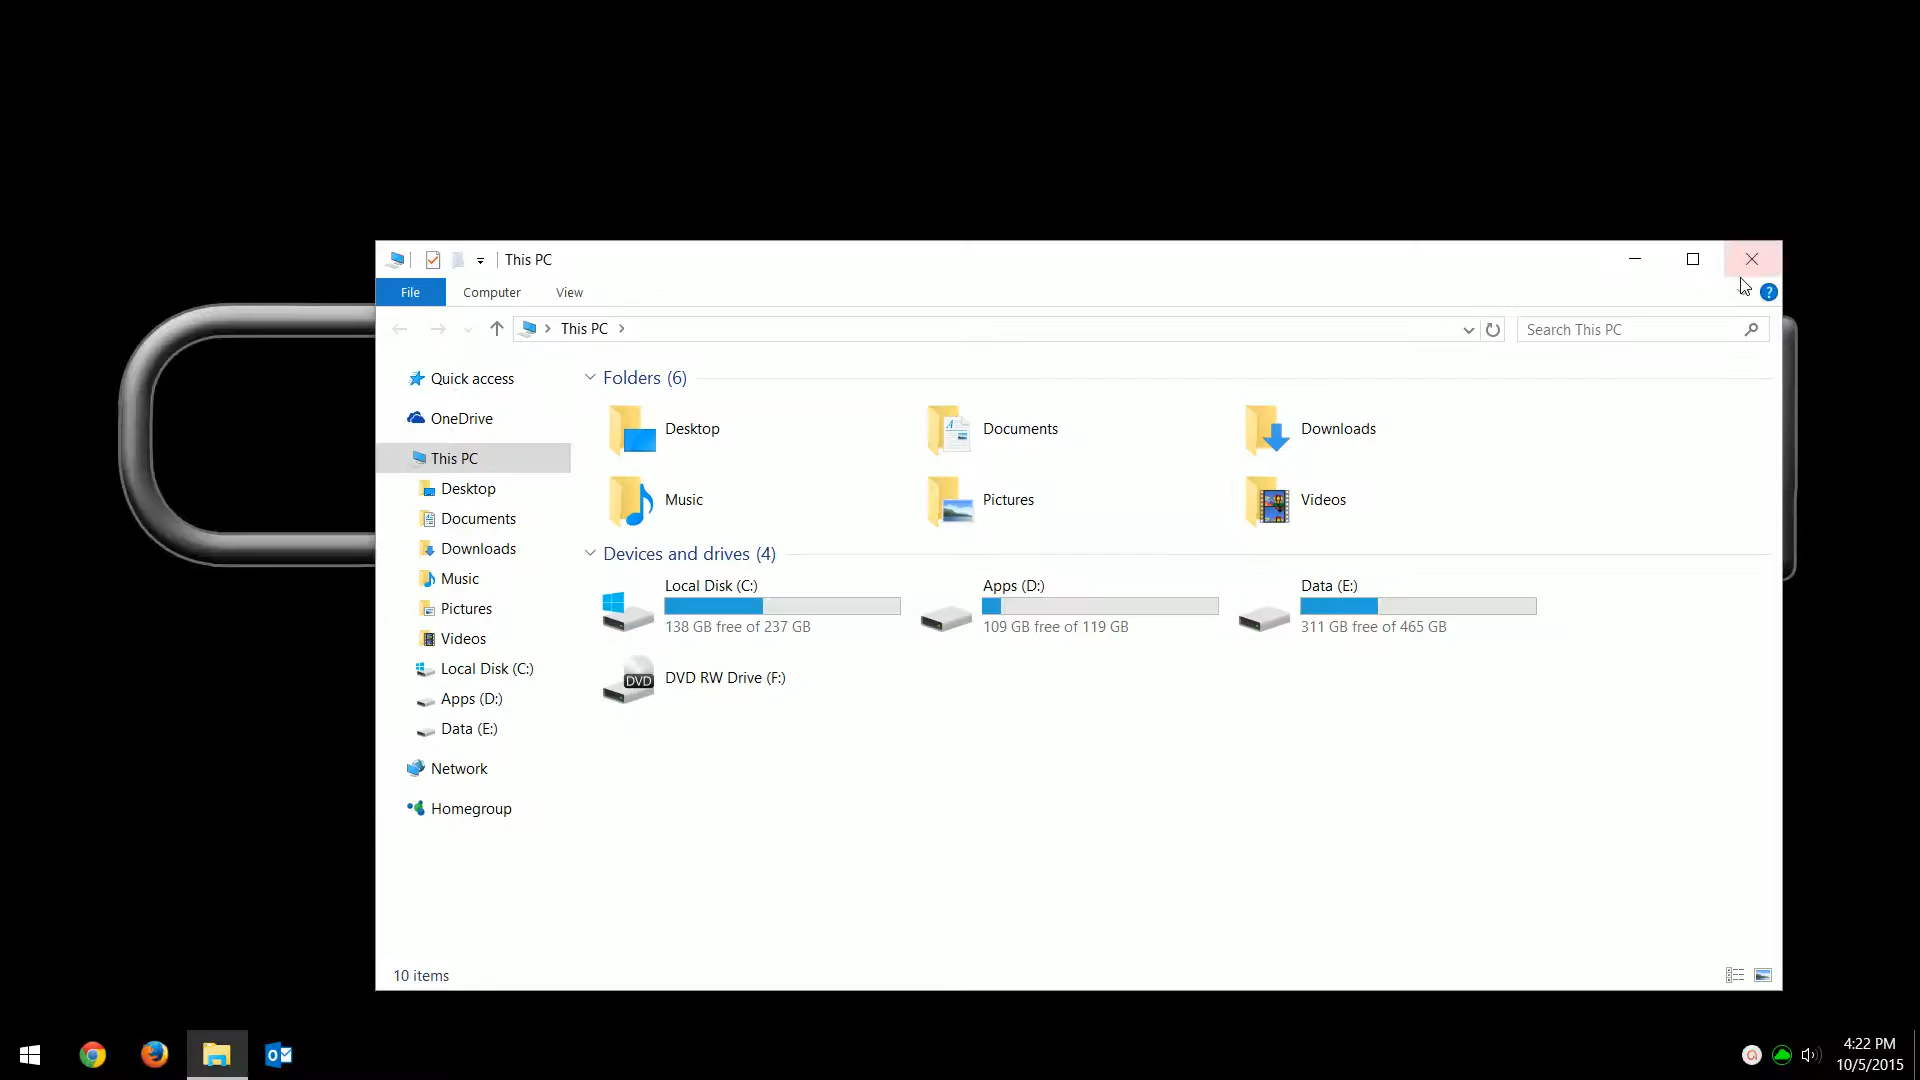 This PC
File Computer View
?
This PC
Search This PC
Quick access
OneDrive
This PC
Desktop
Documents
Downloads
Music
Pictures
Videos
Local Disk (C:)
Apps (D:)
Data (E:)
Network
Homegroup
Folders (6)
Desktop Documents Downloads
Music Pictures Videos
Devices and drives (4)
Local Disk (C:) Apps (D:) Data (E:)
138 GB free of 237 GB 109 GB free of 119 GB 311 GB free of 465 GB
DVD DVD RW Drive (F:)
10 items
4:22 PM
10/5/2015